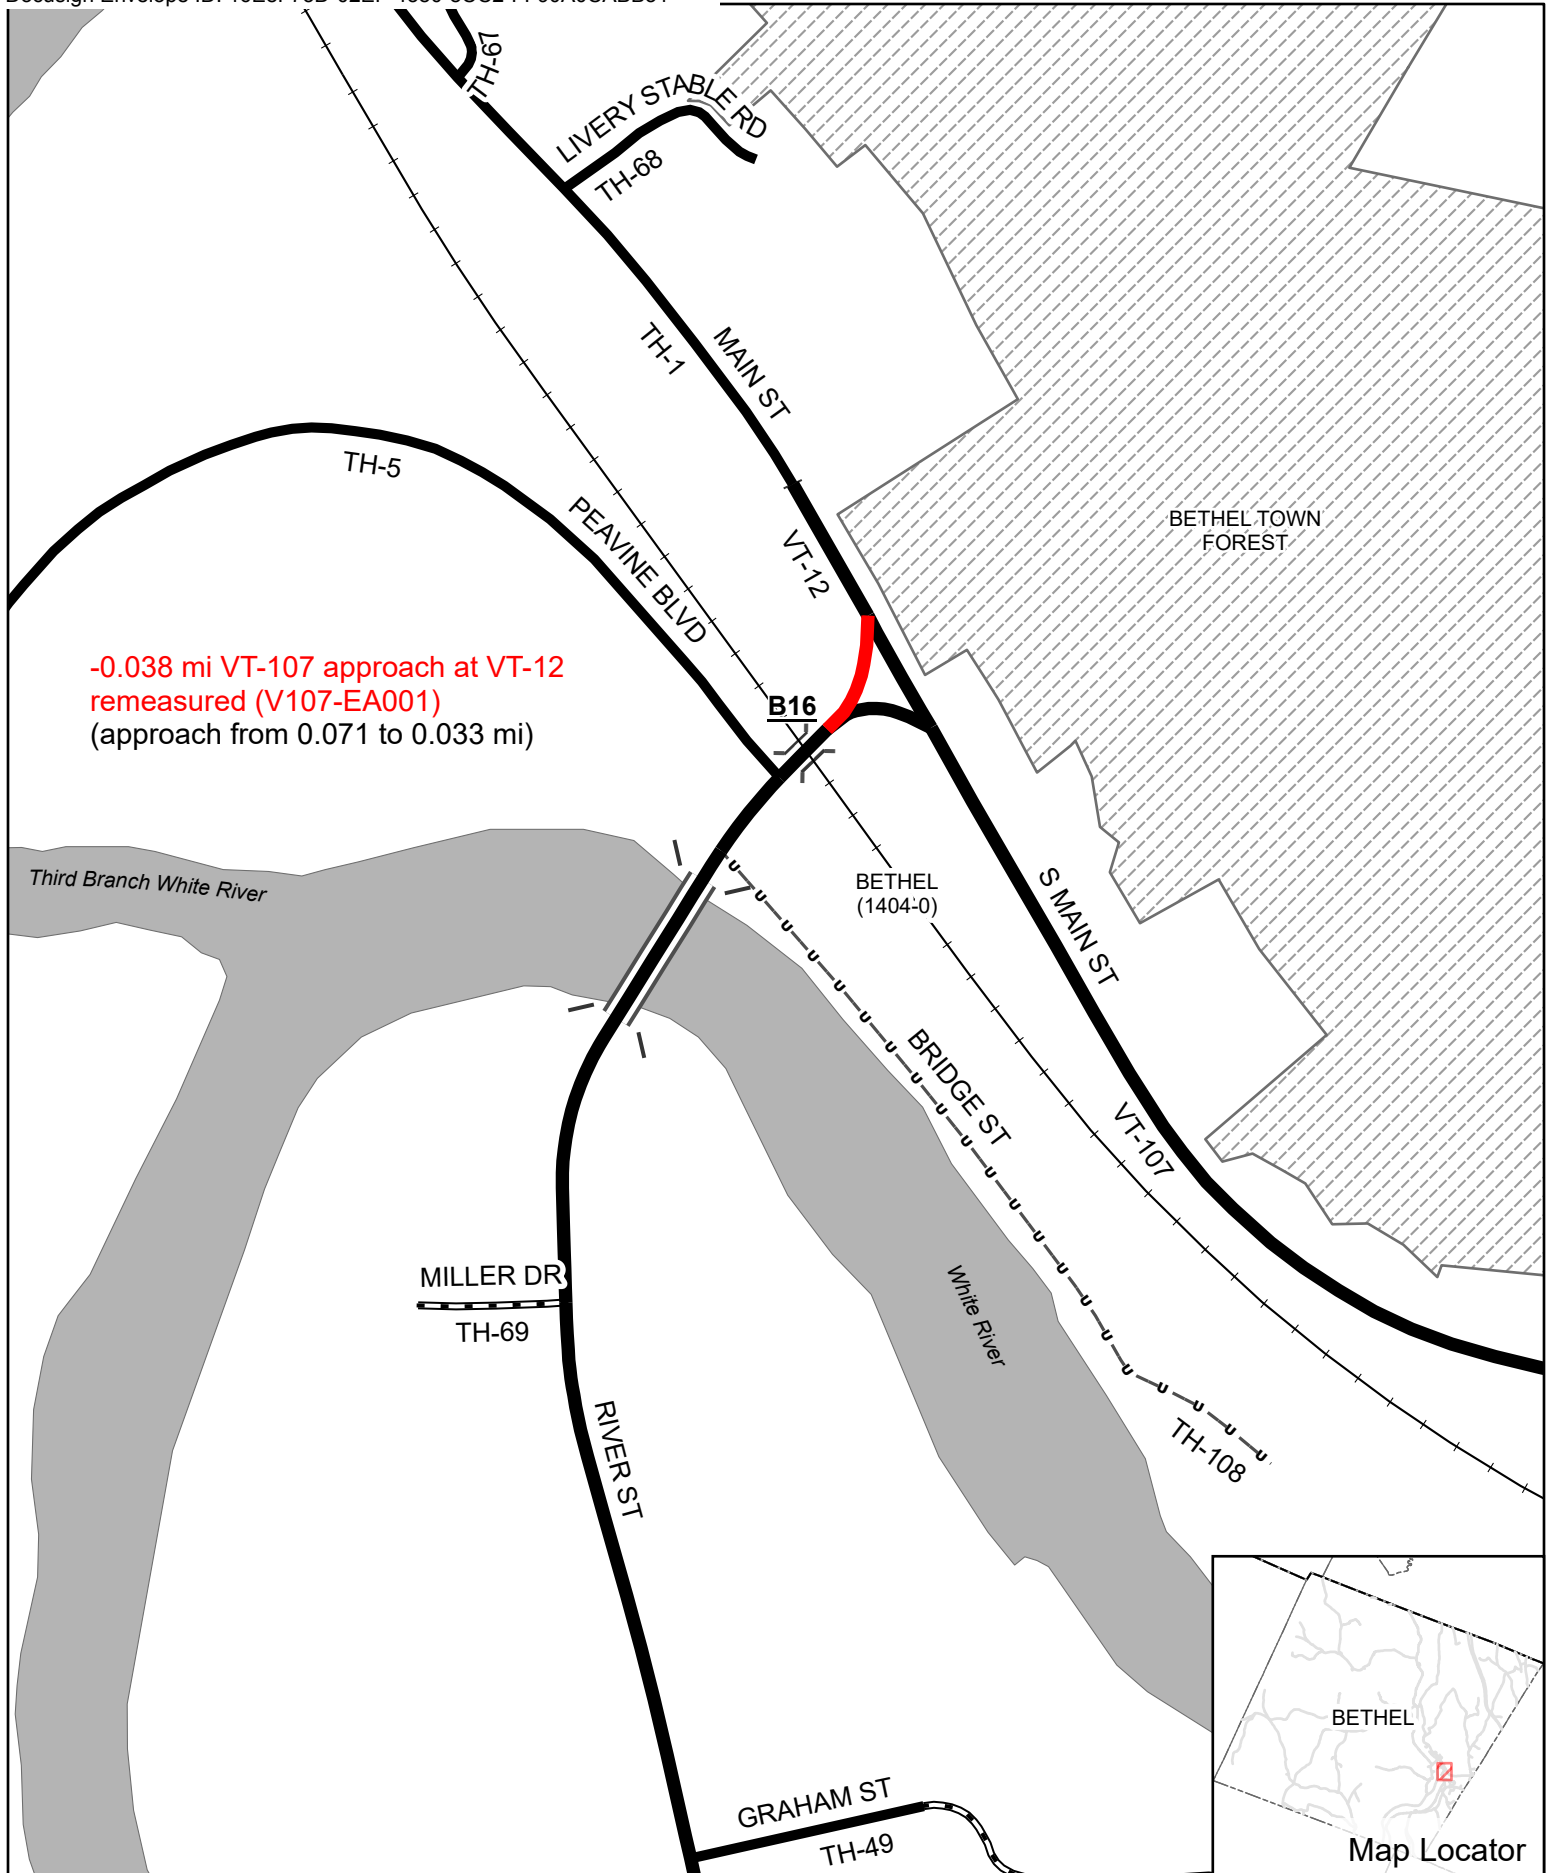 TH-67
LIVERY STABLE RD
TH-68
MAIN ST
TH-1
TH-5
PEAVINE BLVD
VT-12
BETHEL TOWN
FOREST
-0.038 mi VT-107 approach at VT-12
remeasured (V107-EA001)
(approach from 0.071 to 0.033 mi)
B16
Third Branch White River
BETHEL
(1404-0)
S MAIN ST
BRIDGE ST
VT-107
MILLER DR
TH-69
White River
RIVER ST
TH-108
BETHEL
GRAHAM ST
TH-49
Map Locator